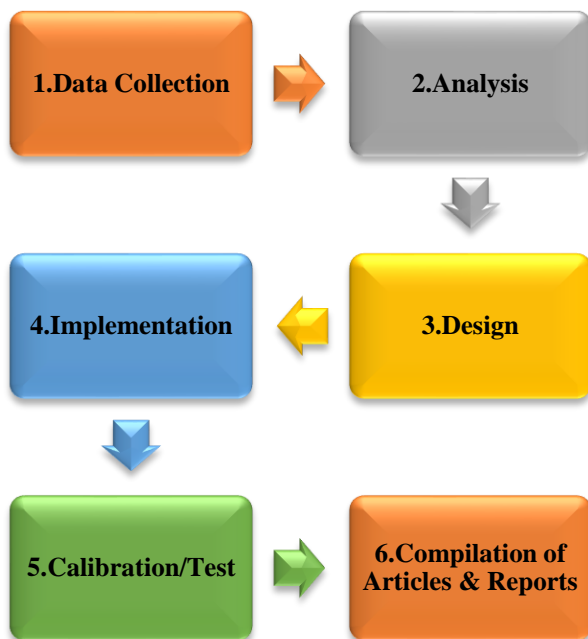 1.Data Collection
2.Analysis
3.Design
4.Implementation
5.Calibration/Test
6.Compilation of
Articles & Reports